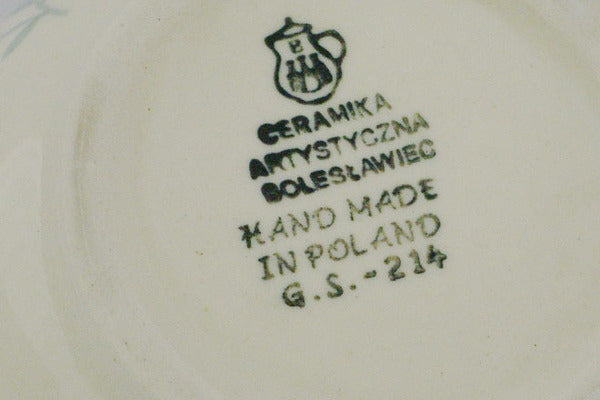 B
CERAMIKA
ARTYSTYCZNA
BOLESŁAWIEC
HAND MADE
IN POLAND
G.S.-214